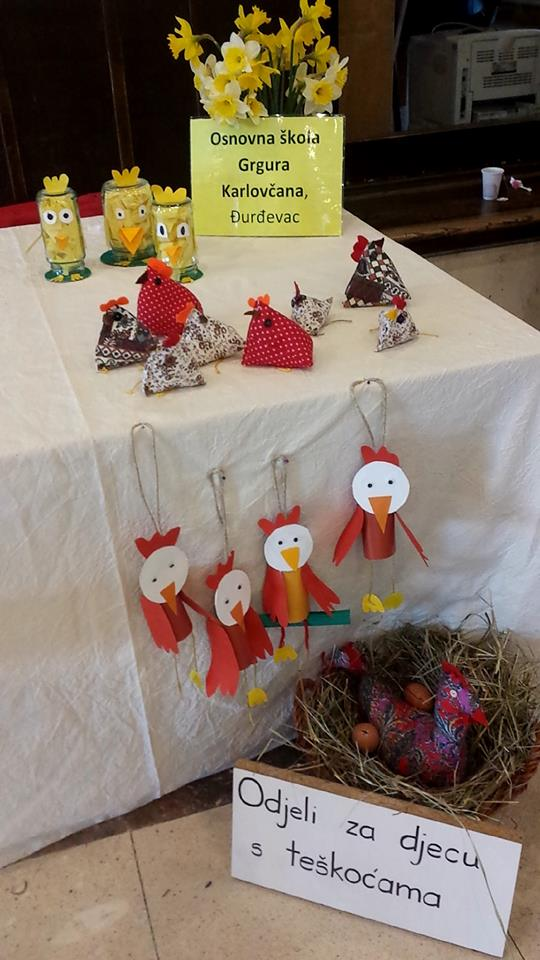 Osnovna škola
Grgura
Karlovčana,
Đurđevac
Odjeli za djecu
s teškoćama